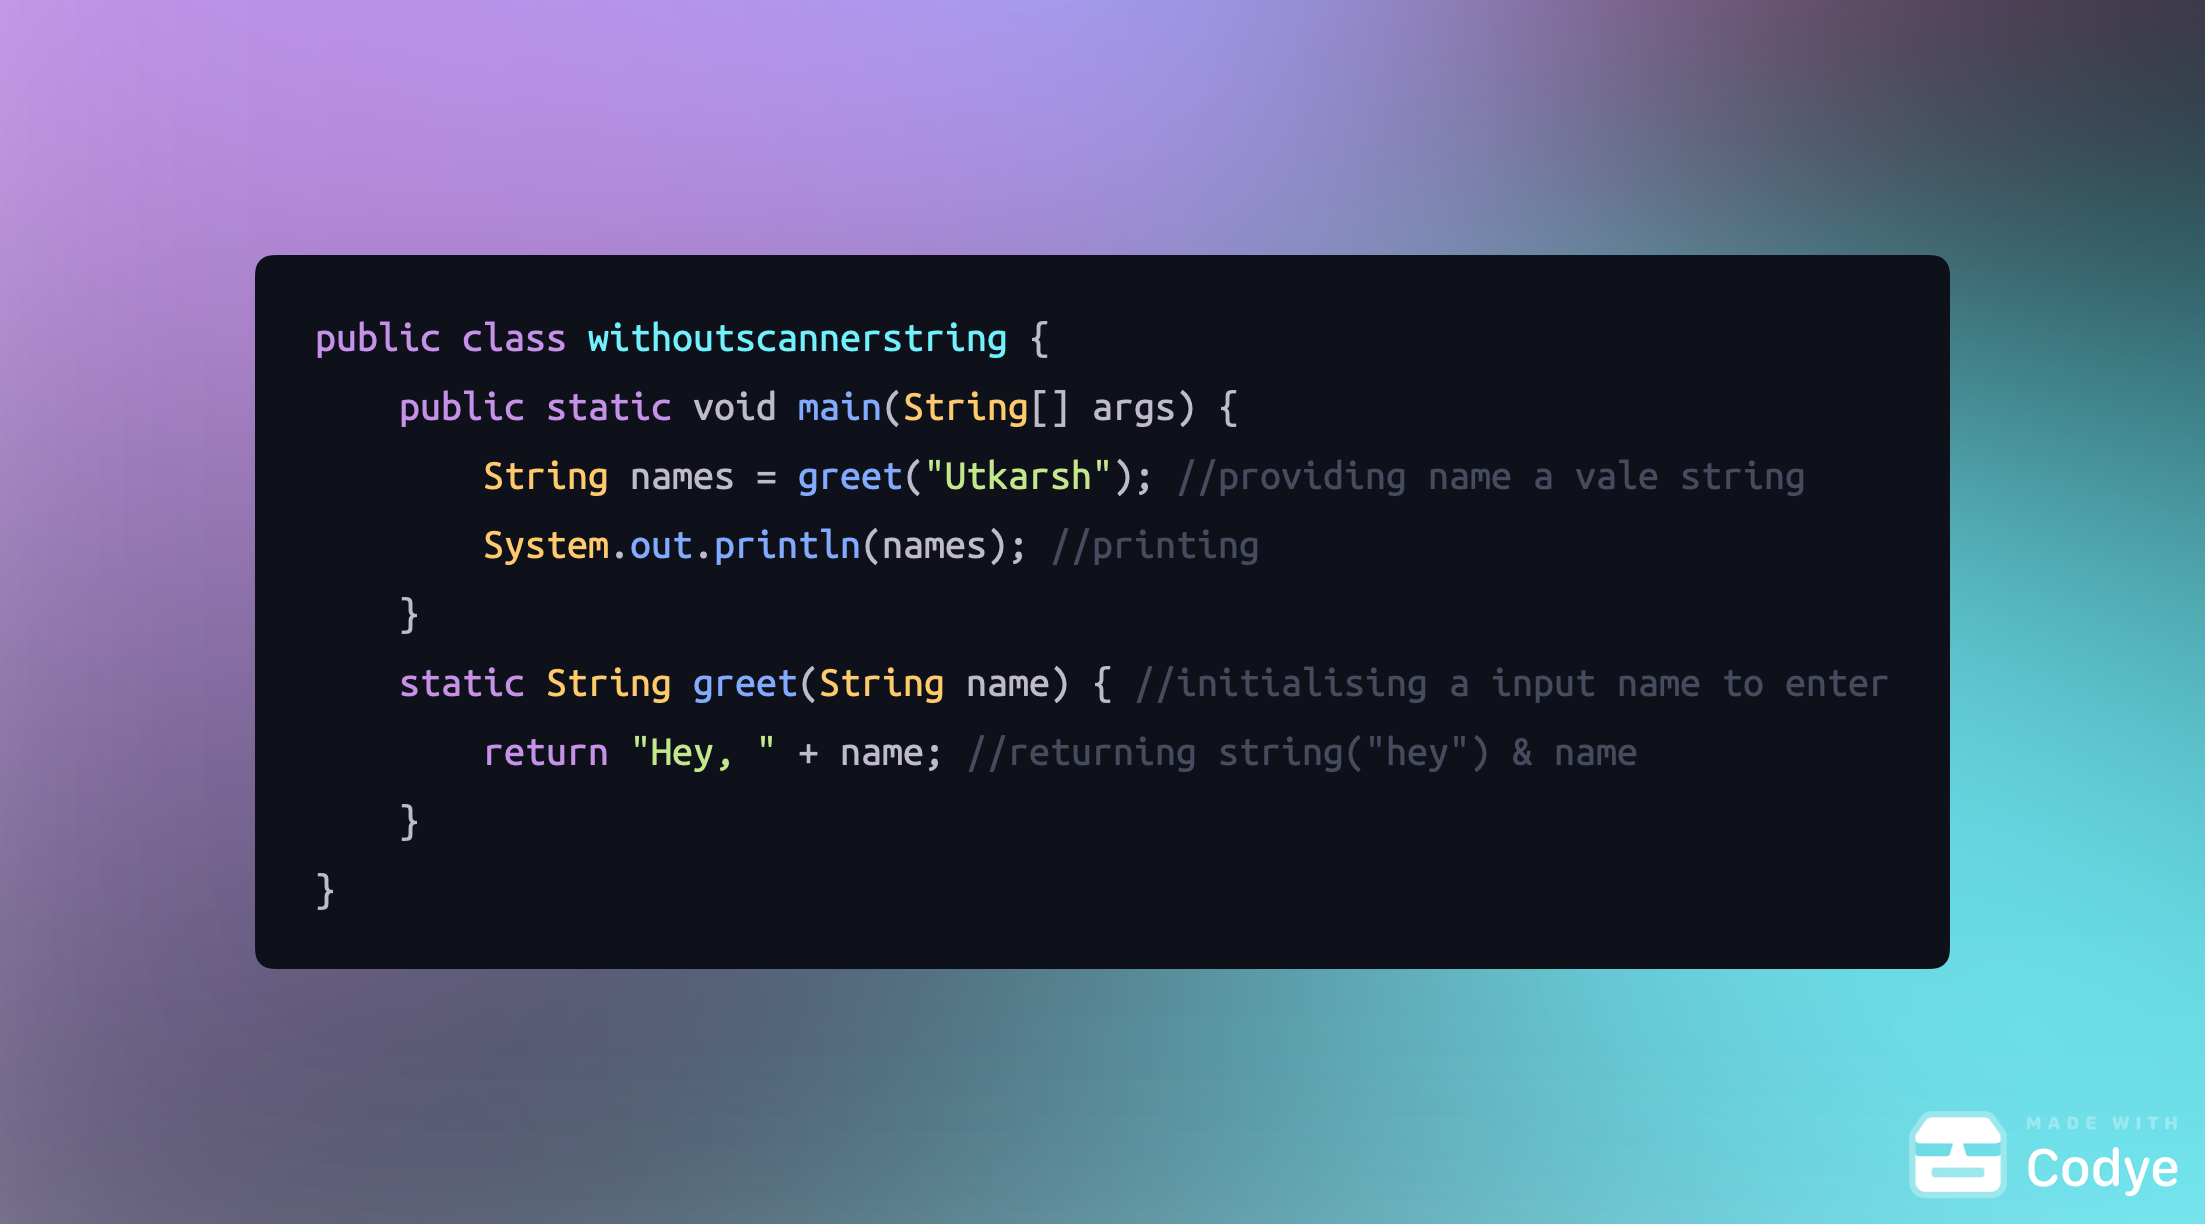 public class withoutscannerstring {
public static void main(String[] args) {
String names = greet("Utkarsh"); //providing name a vale string
System.out.println(names); //printing
}
static String greet(String name) { //initialising a input name to enter
return "Hey, " + name; //returning string("hey") & name
}
}
MADE WITH
Codye